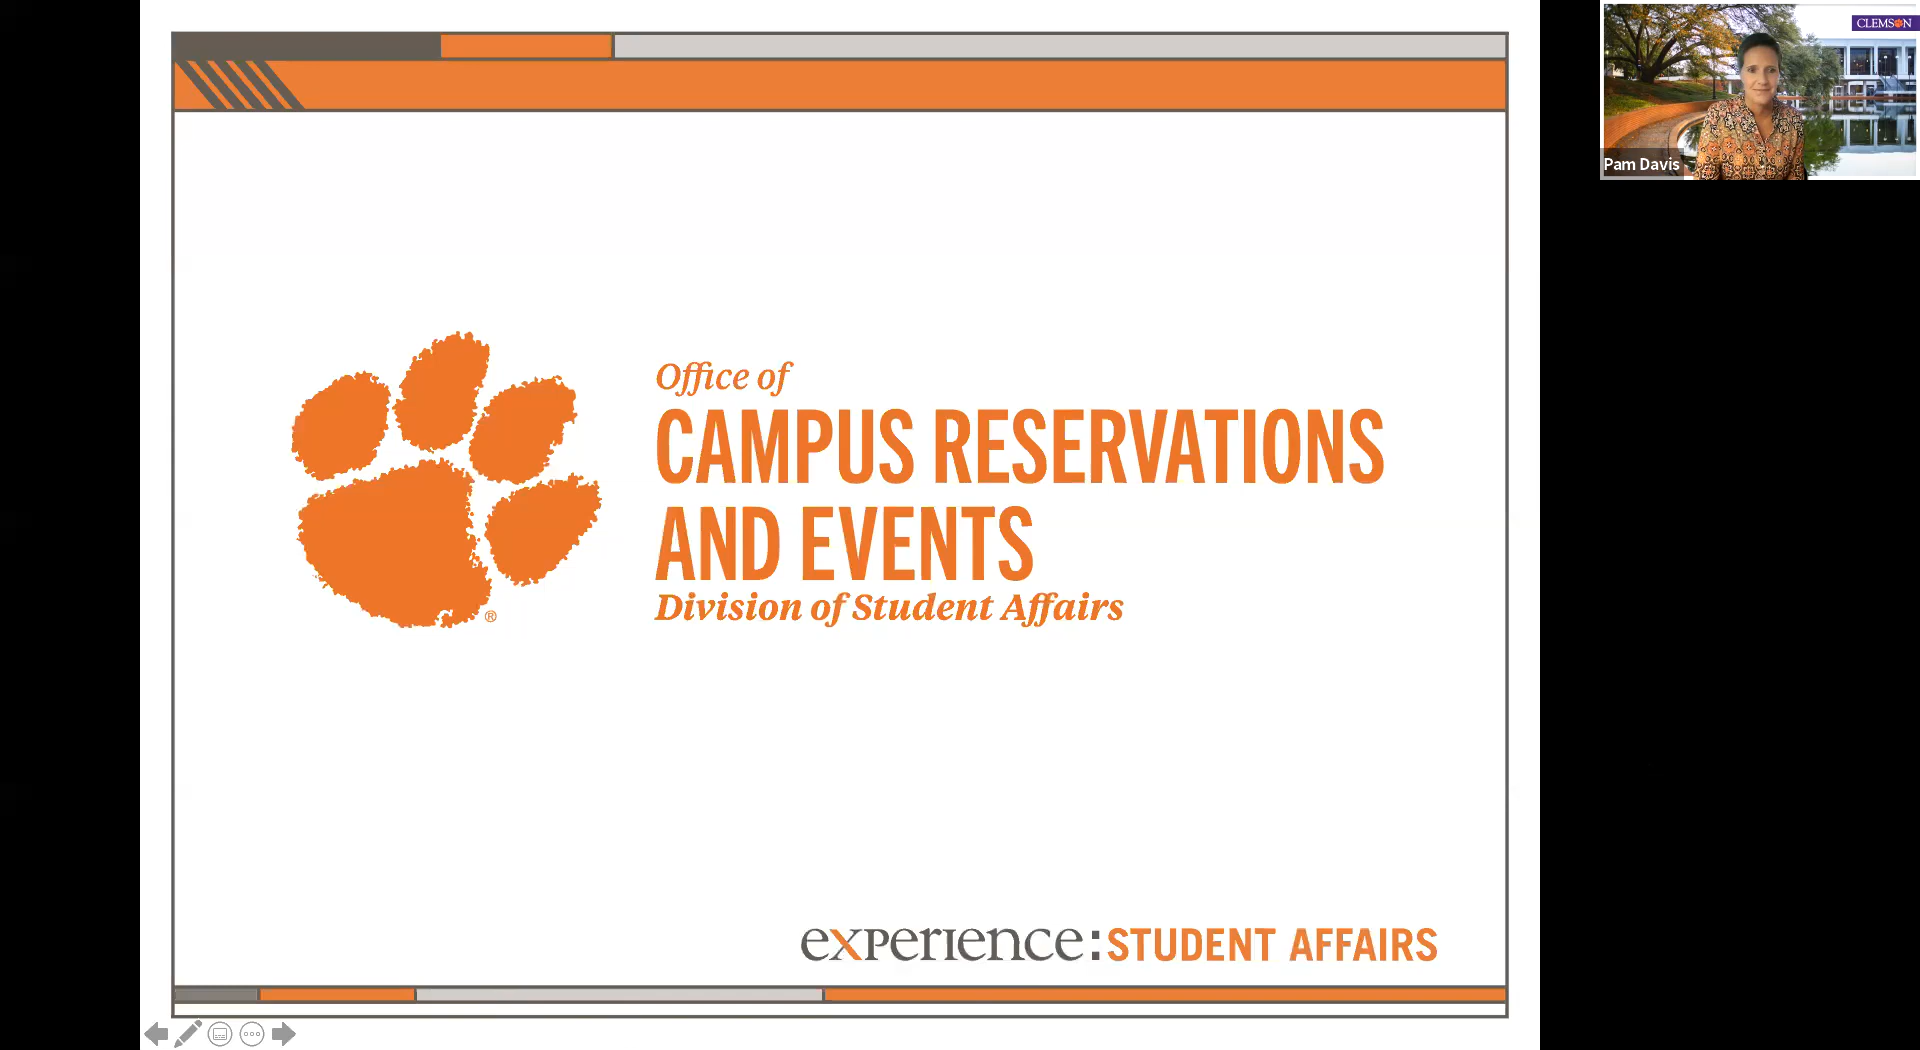 Office of
CAMPUS RESERVATIONS
AND EVENTS
Division of Student Affairs
®
experience:STUDENT AFFAIRS
CLEMSON
Pam Davis